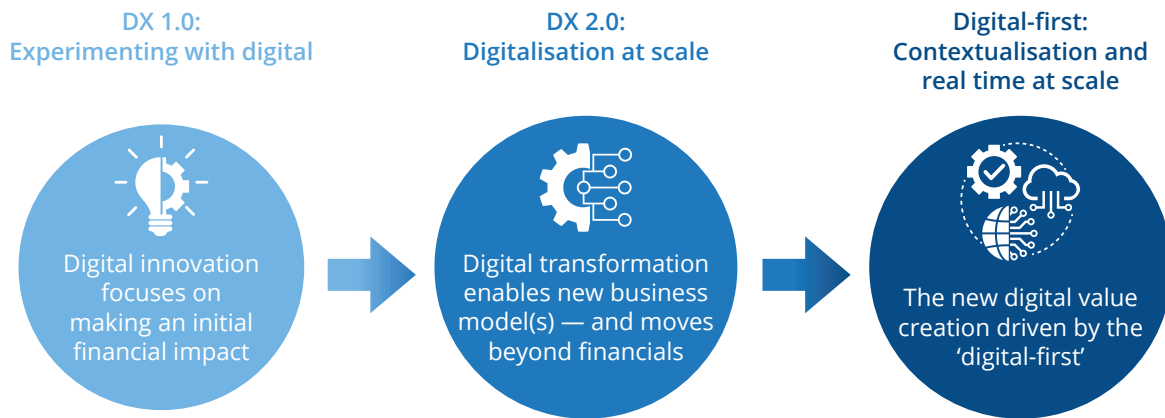 DX 1.0:
Experimenting with digital
Digital innovation
focuses on
making an initial
financial impact
DX 2.0:
Digitalisation at scale
Digital transformation
enables new business
model(s) — and moves
beyond financials
Digital-first:
Contextualisation and
real time at scale
The new digital value
creation driven by the
‘digital-first’